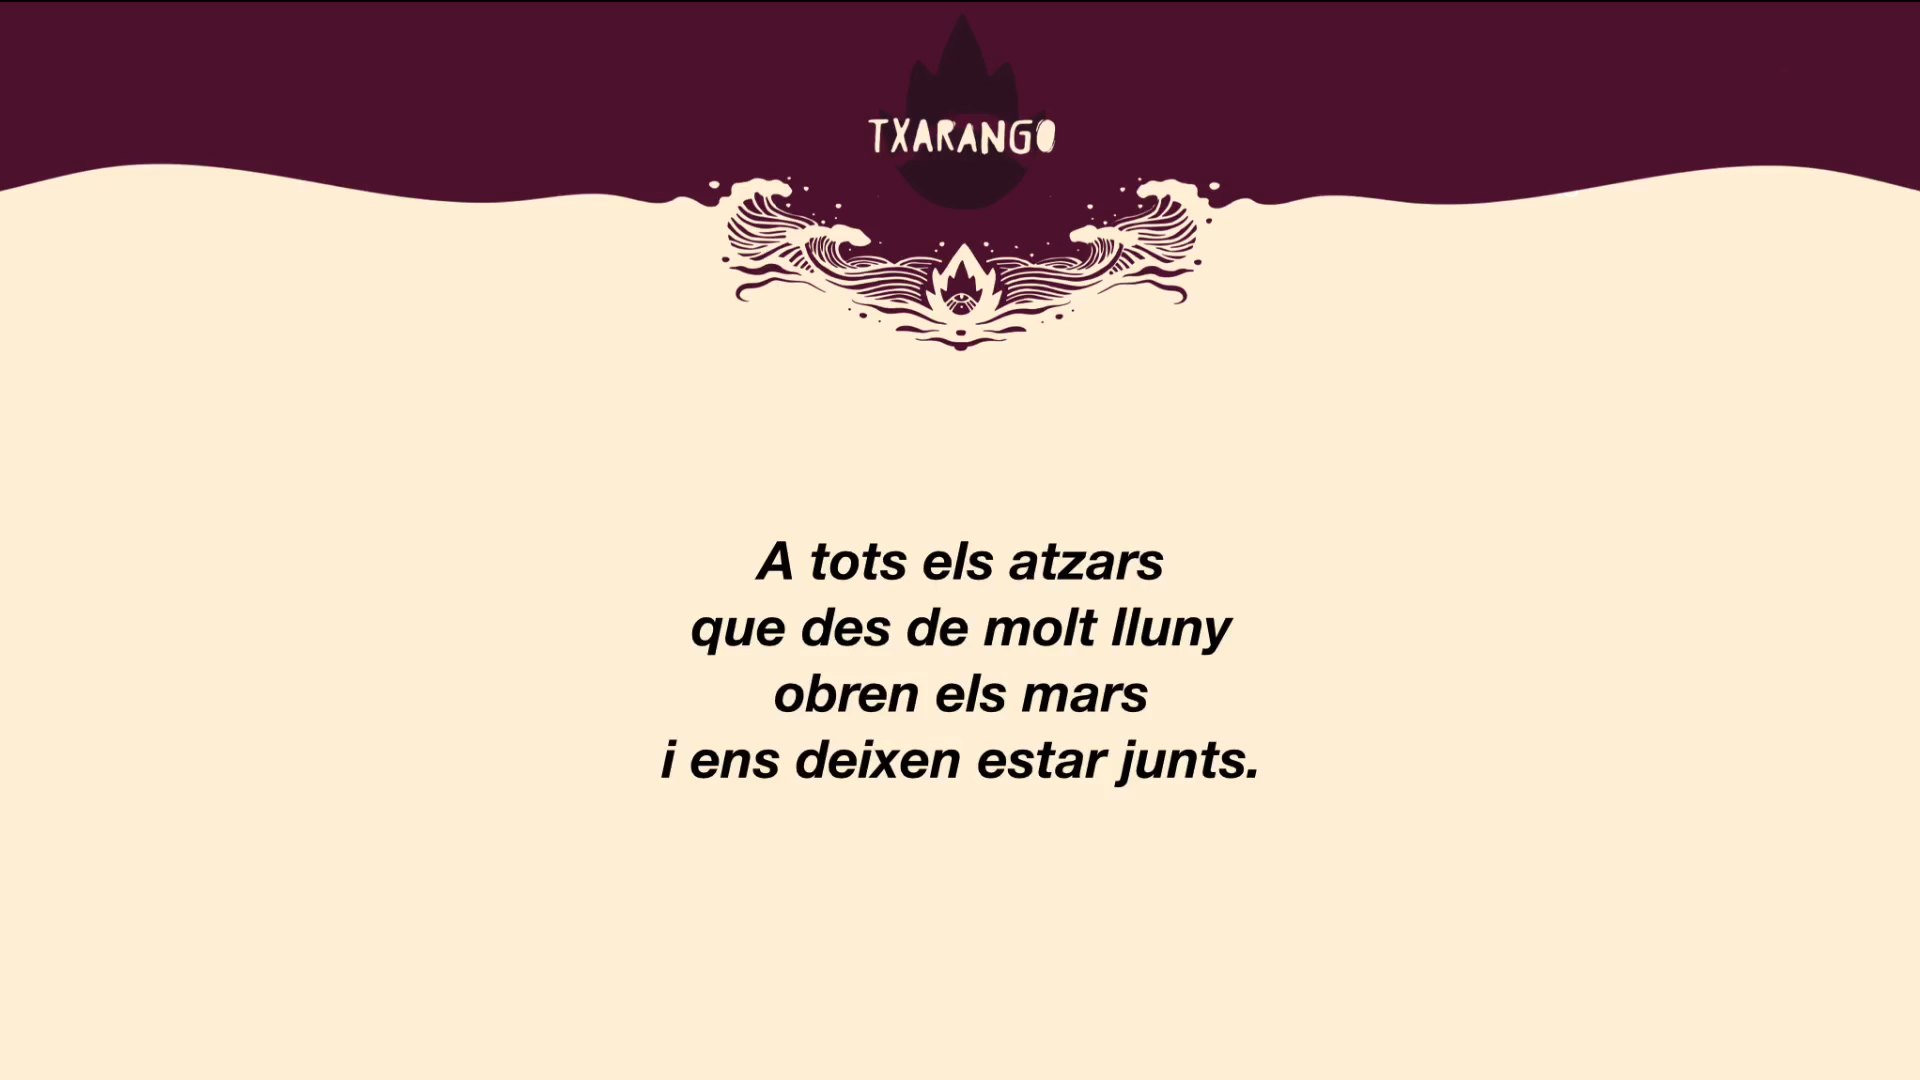 TXARANGO
A tots els atzars
que des de molt lluny
obren els mars
i ens deixen estar junts.